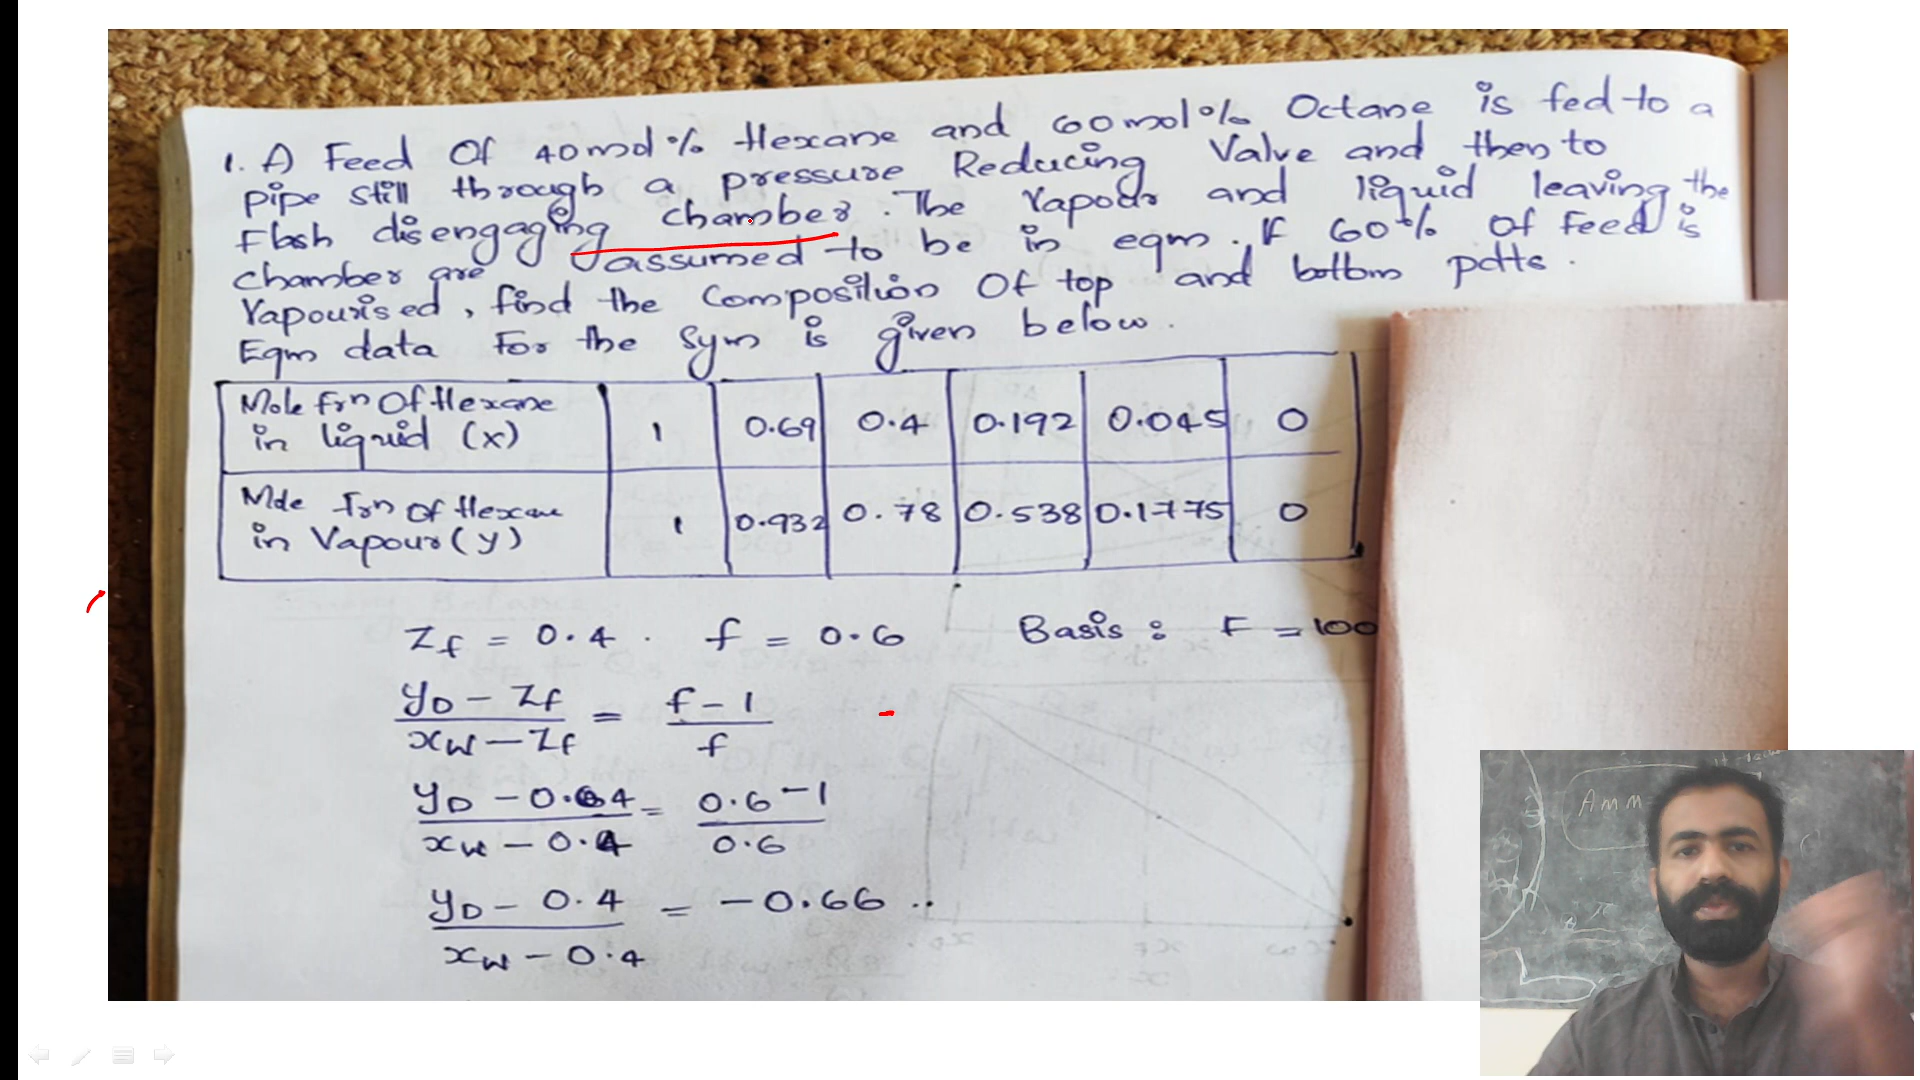 1. A Feed Of 40mol% Hexane and 60mol% Octane is fed to a
pipe still through a pressure Reducing Valve and then to
Flash disengaging chamber. The Vapour and liquid leaving the
chamber are assumed to be in eqm. If 60% Of Feed is
Vapourised, find the Composition Of top and bottom pdts.
Eqm data For the Sym is given below.
Mole Frn Of Hexane in liquid (x) 1 0.69 0.4 0.192 0.045 0
Mole Frn Of Hexane in Vapour (y) 1 0.932 0.78 0.538 0.1775 0
Zf = 0.4. f = 0.6 Basis: F = 100
yD - Zf / xW - Zf = f - 1 / f
yD - 0.4 / xW - 0.4 = 0.6 - 1 / 0.6
yD - 0.4 / xW - 0.4 = -0.66..
Amm